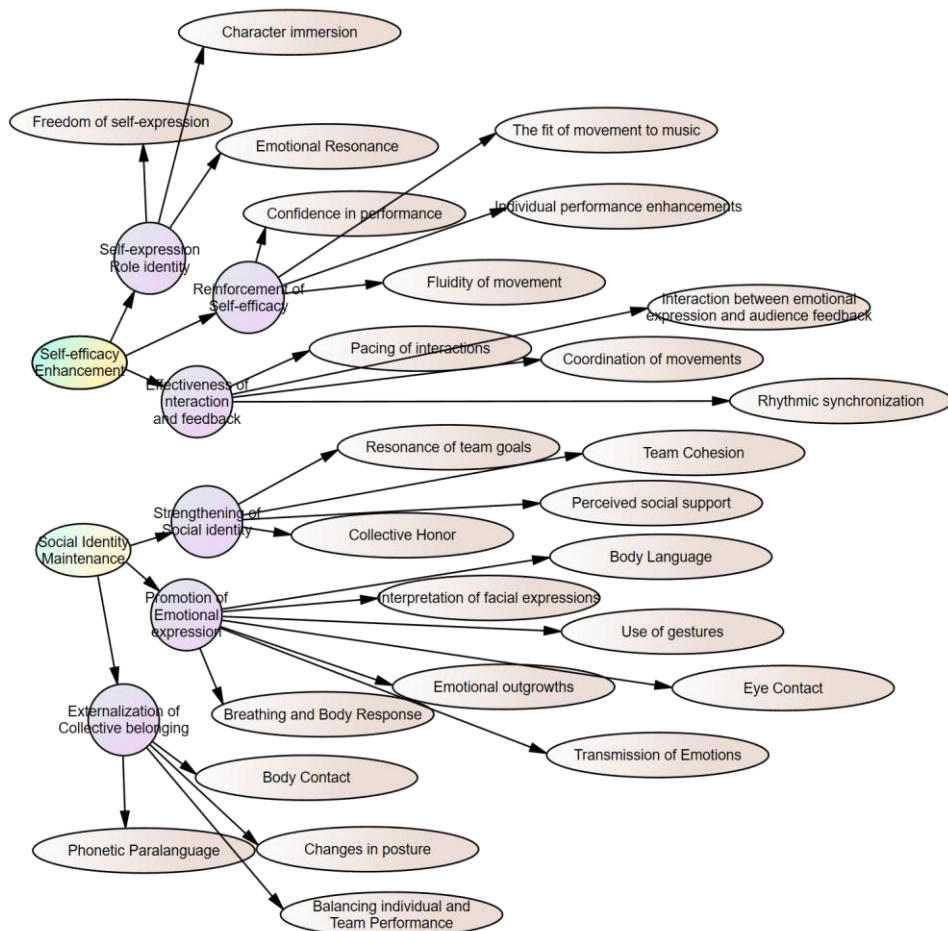 Character immersion
Freedom of self-expression
Emotional Resonance
The fit of movement to music
Individual performance enhancements
Confidence in performance
Self-expression
Role identity
Reinforcement of
Self-efficacy
Fluidity of movement
Interaction between emotional
expression and audience feedback
Self-efficacy
Enhancement
Pacing of interactions
Coordination of movements
Effectiveness of
Interaction
and feedback
Rhythmic synchronization
Resonance of team goals
Team Cohesion
Strengthening of
Social identity
Perceived social support
Collective Honor
Social Identity
Maintenance
Body Language
Interpretation of facial expressions
Promotion of
Emotional
expression
Use of gestures
Emotional outgrowths
Eye Contact
Breathing and Body Response
Externalization of
Collective belonging
Transmission of Emotions
Body Contact
Phonetic Paralanguage
Changes in posture
Balancing individual and
Team Performance